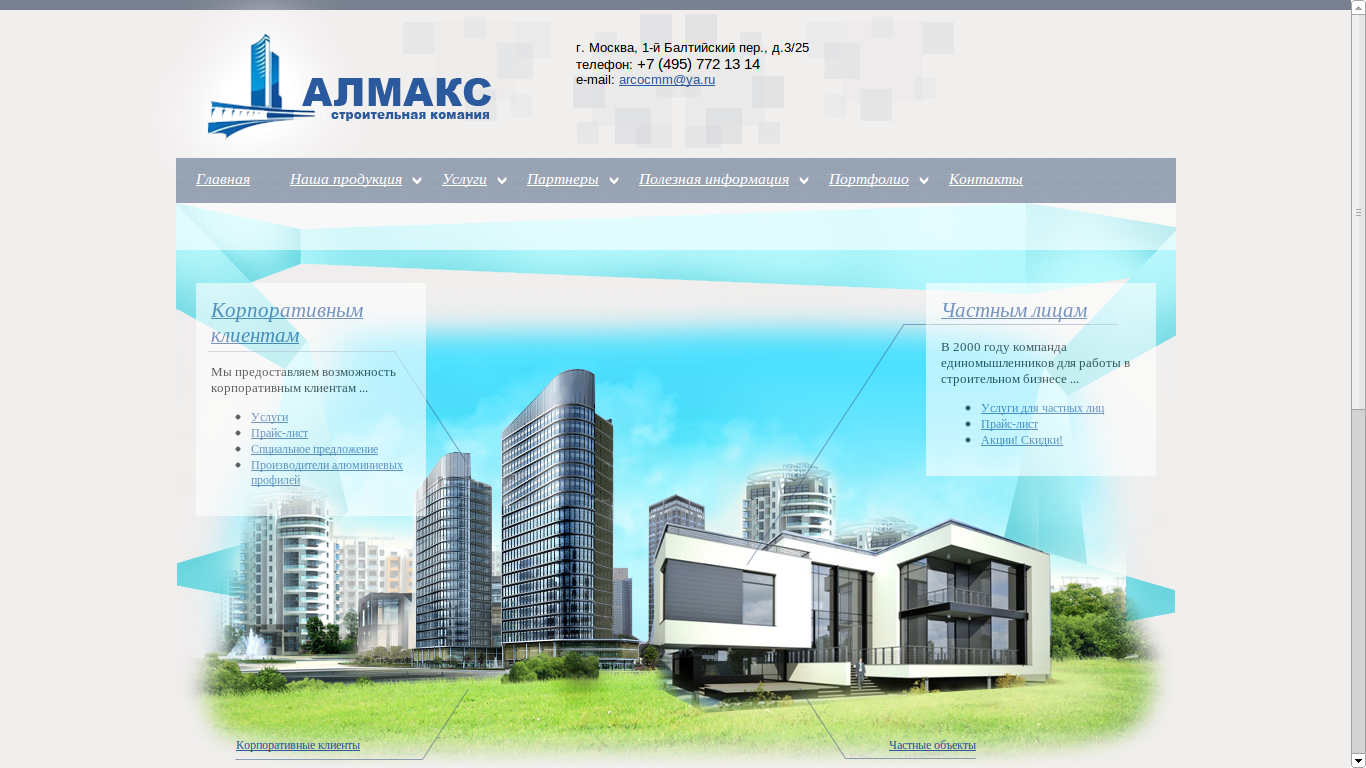 АЛМАКС
строительная комания
г. Москва, 1-й Балтийский пер., д.3/25
телефон: +7 (495) 772 13 14
e-mail: arcocmm@ya.ru
Главная Наша продукция Услуги Партнеры Полезная информация Портфолио Контакты
Корпоративным
клиентам
Мы предоставляем возможность
корпоративным клиентам ...
Услуги
Прайс-лист
Спциальное предложение
Производители алюминиевых
профилей
Частным лицам
В 2000 году компанда
единомышленников для работы в
строительном бизнесе ...
Услуги для частных лиц
Прайс-лист
Акции! Скидки!
Корпоративные клиенты
Частные объекты